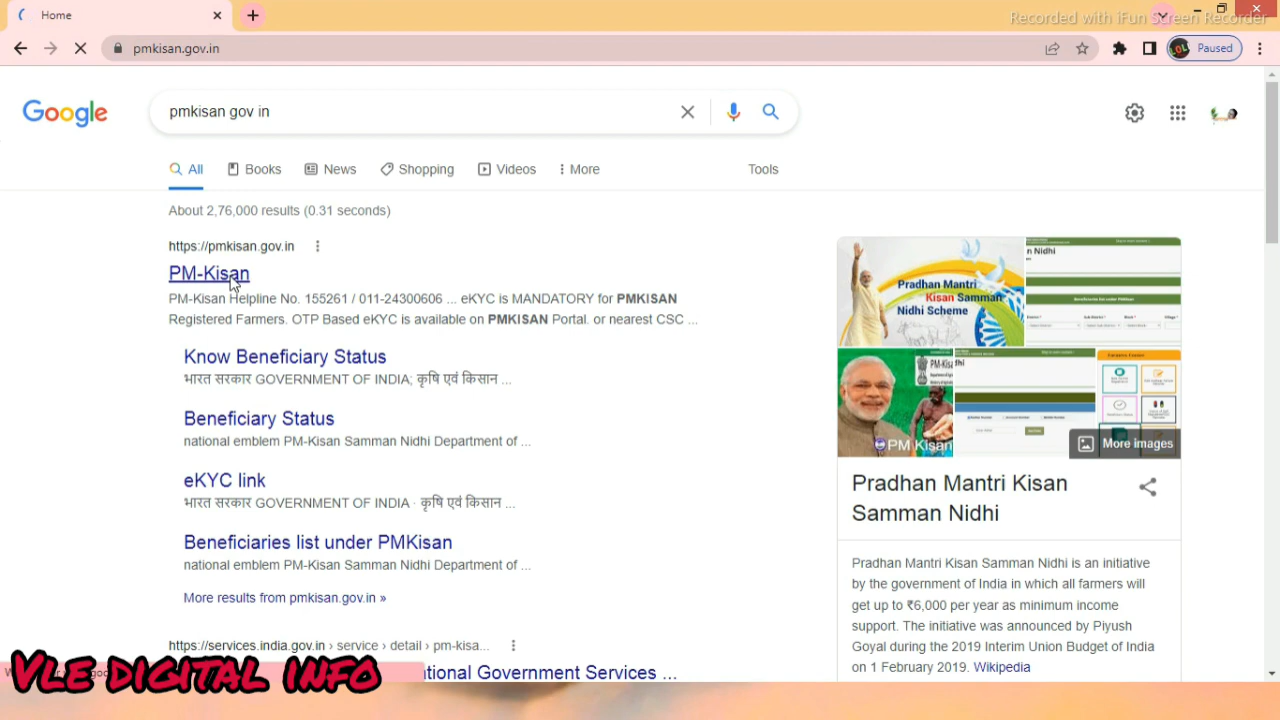 Home
Recorded with iFun Screen Recorder
pmkisan.gov.in
Paused
Google
pmkisan gov in
All
Books
News
Shopping
Videos
More
Tools
About 2,76,000 results (0.31 seconds)
https://pmkisan.gov.in
PM-Kisan
PM-Kisan Helpline No. 155261 / 011-24300606 ... eKYC is MANDATORY for PMKISAN
Registered Farmers. OTP Based eKYC is available on PMKISAN Portal. or nearest CSC ...
Know Beneficiary Status
भारत सरकार GOVERNMENT OF INDIA; कृषि एवं किसान ...
Beneficiary Status
national emblem PM-Kisan Samman Nidhi Department of ...
eKYC link
भारत सरकार GOVERNMENT OF INDIA · कृषि एवं किसान ...
Beneficiaries list under PMKisan
national emblem PM-Kisan Samman Nidhi Department of ...
More results from pmkisan.gov.in »
https://services.india.gov.in › service › detail › pm-kisa...
tional Government Services ...
Vle digital info
Pradhan Mantri
Kisan Samman
Nidhi Scheme
n Nidhi
Beneficiaries list under PMKisan
PM Kisan
More images
Pradhan Mantri Kisan
Samman Nidhi
Pradhan Mantri Kisan Samman Nidhi is an initiative
by the government of India in which all farmers will
get up to ₹6,000 per year as minimum income
support. The initiative was announced by Piyush
Goyal during the 2019 Interim Union Budget of India
on 1 February 2019. Wikipedia